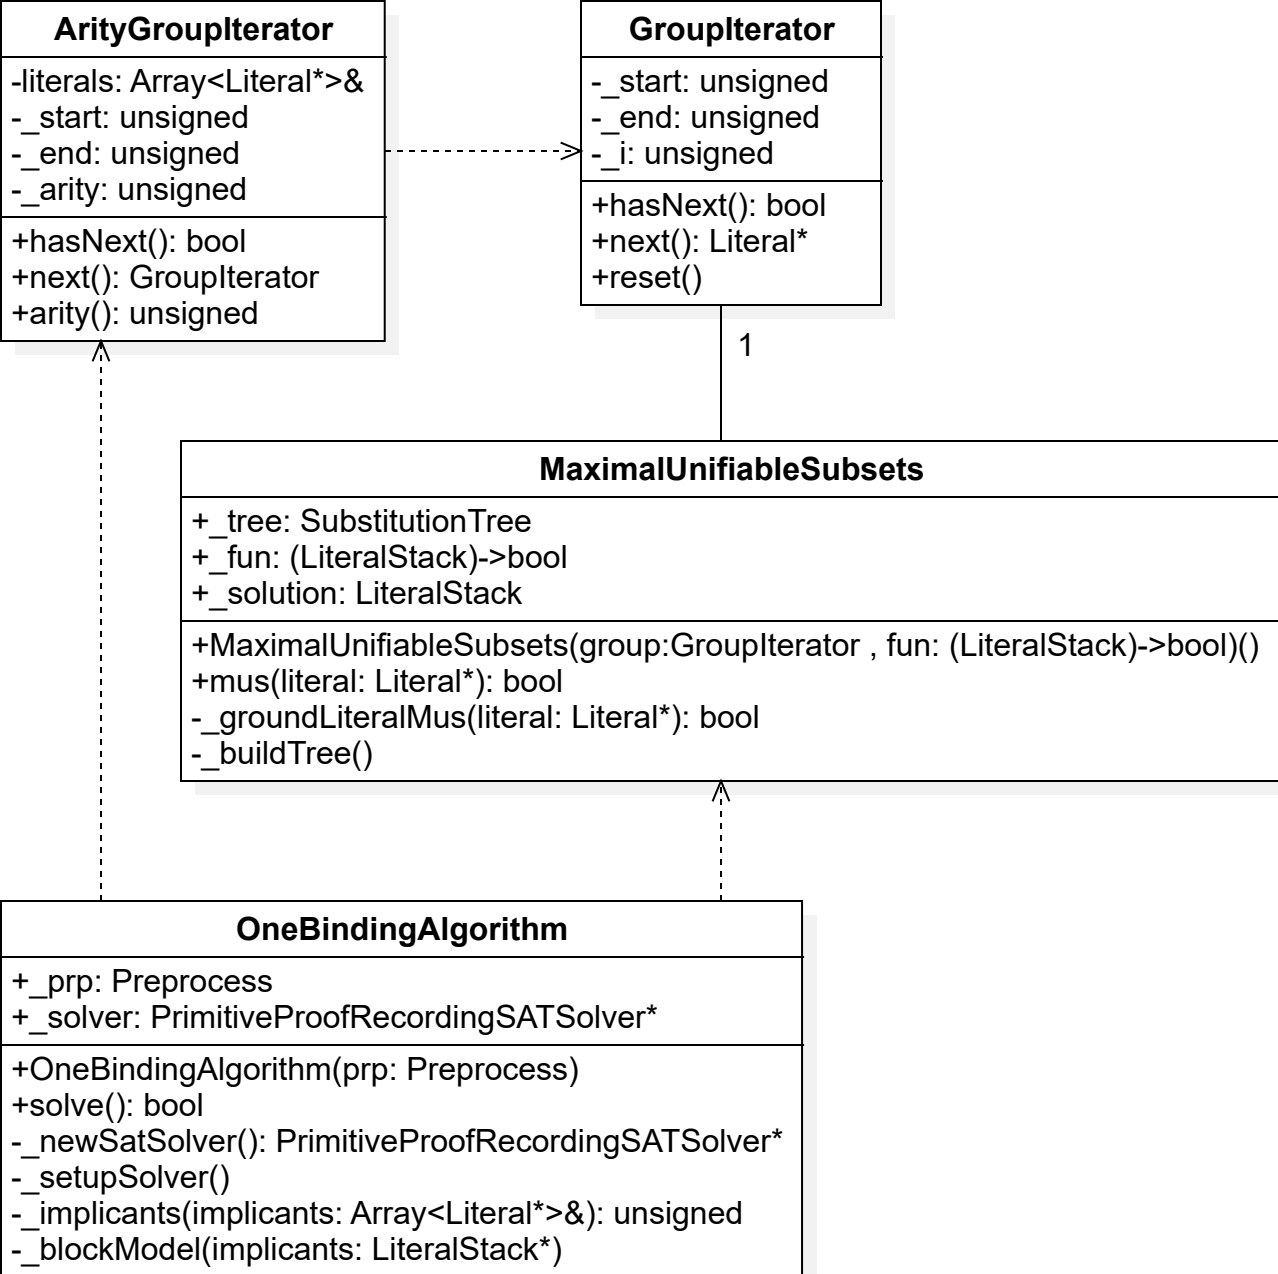 ArityGroupIterator
-literals: Array<Literal*>&
-_start: unsigned
-_end: unsigned
-_arity: unsigned
+hasNext(): bool
+next(): GroupIterator
+arity(): unsigned
GroupIterator
-_start: unsigned
-_end: unsigned
-_i: unsigned
+hasNext(): bool
+next(): Literal*
+reset()
1
MaximalUnifiableSubsets
+_tree: SubstitutionTree
+_fun: (LiteralStack)->bool
+_solution: LiteralStack
+MaximalUnifiableSubsets(group:GroupIterator , fun: (LiteralStack)->bool)()
+mus(literal: Literal*): bool
-_groundLiteralMus(literal: Literal*): bool
-_buildTree()
OneBindingAlgorithm
+_prp: Preprocess
+_solver: PrimitiveProofRecordingSATSolver*
+OneBindingAlgorithm(prp: Preprocess)
+solve(): bool
-_newSatSolver(): PrimitiveProofRecordingSATSolver*
-_setupSolver()
-_implicants(implicants: Array<Literal*>&): unsigned
-_blockModel(implicants: LiteralStack*)